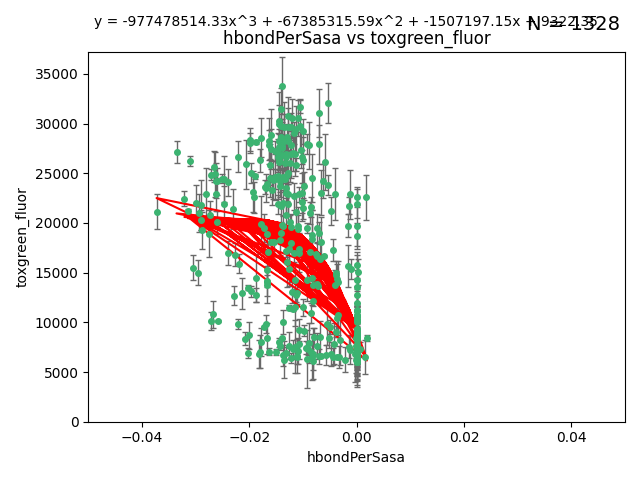 y = -977478514.33x^3 + -67385315.59x^2 + -1507197.15x + 9322.35
N = 1328
hbondPerSasa vs toxgreen_fluor
35000
30000
25000
20000
15000
10000
5000
0
toxgreen_fluor
−0.04
−0.02
0.00
0.02
0.04
hbondPerSasa